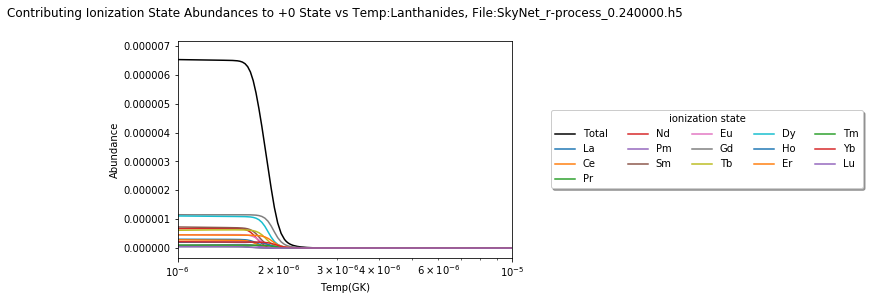 Contributing Ionization State Abundances to +0 State vs Temp:Lanthanides, File:SkyNet_r-process_0.240000.h5
0.000007
0.000006
0.000005
0.000004
0.000003
0.000002
0.000001
0.000000
Abundance
10⁻⁶
2 × 10⁻⁶
3 × 10⁻⁶
4 × 10⁻⁶
6 × 10⁻⁶
10⁻⁵
Temp(GK)
ionization state
Total Nd Eu Dy Tm
La Pm Gd Ho Yb
Ce Sm Tb Er Lu
Pr